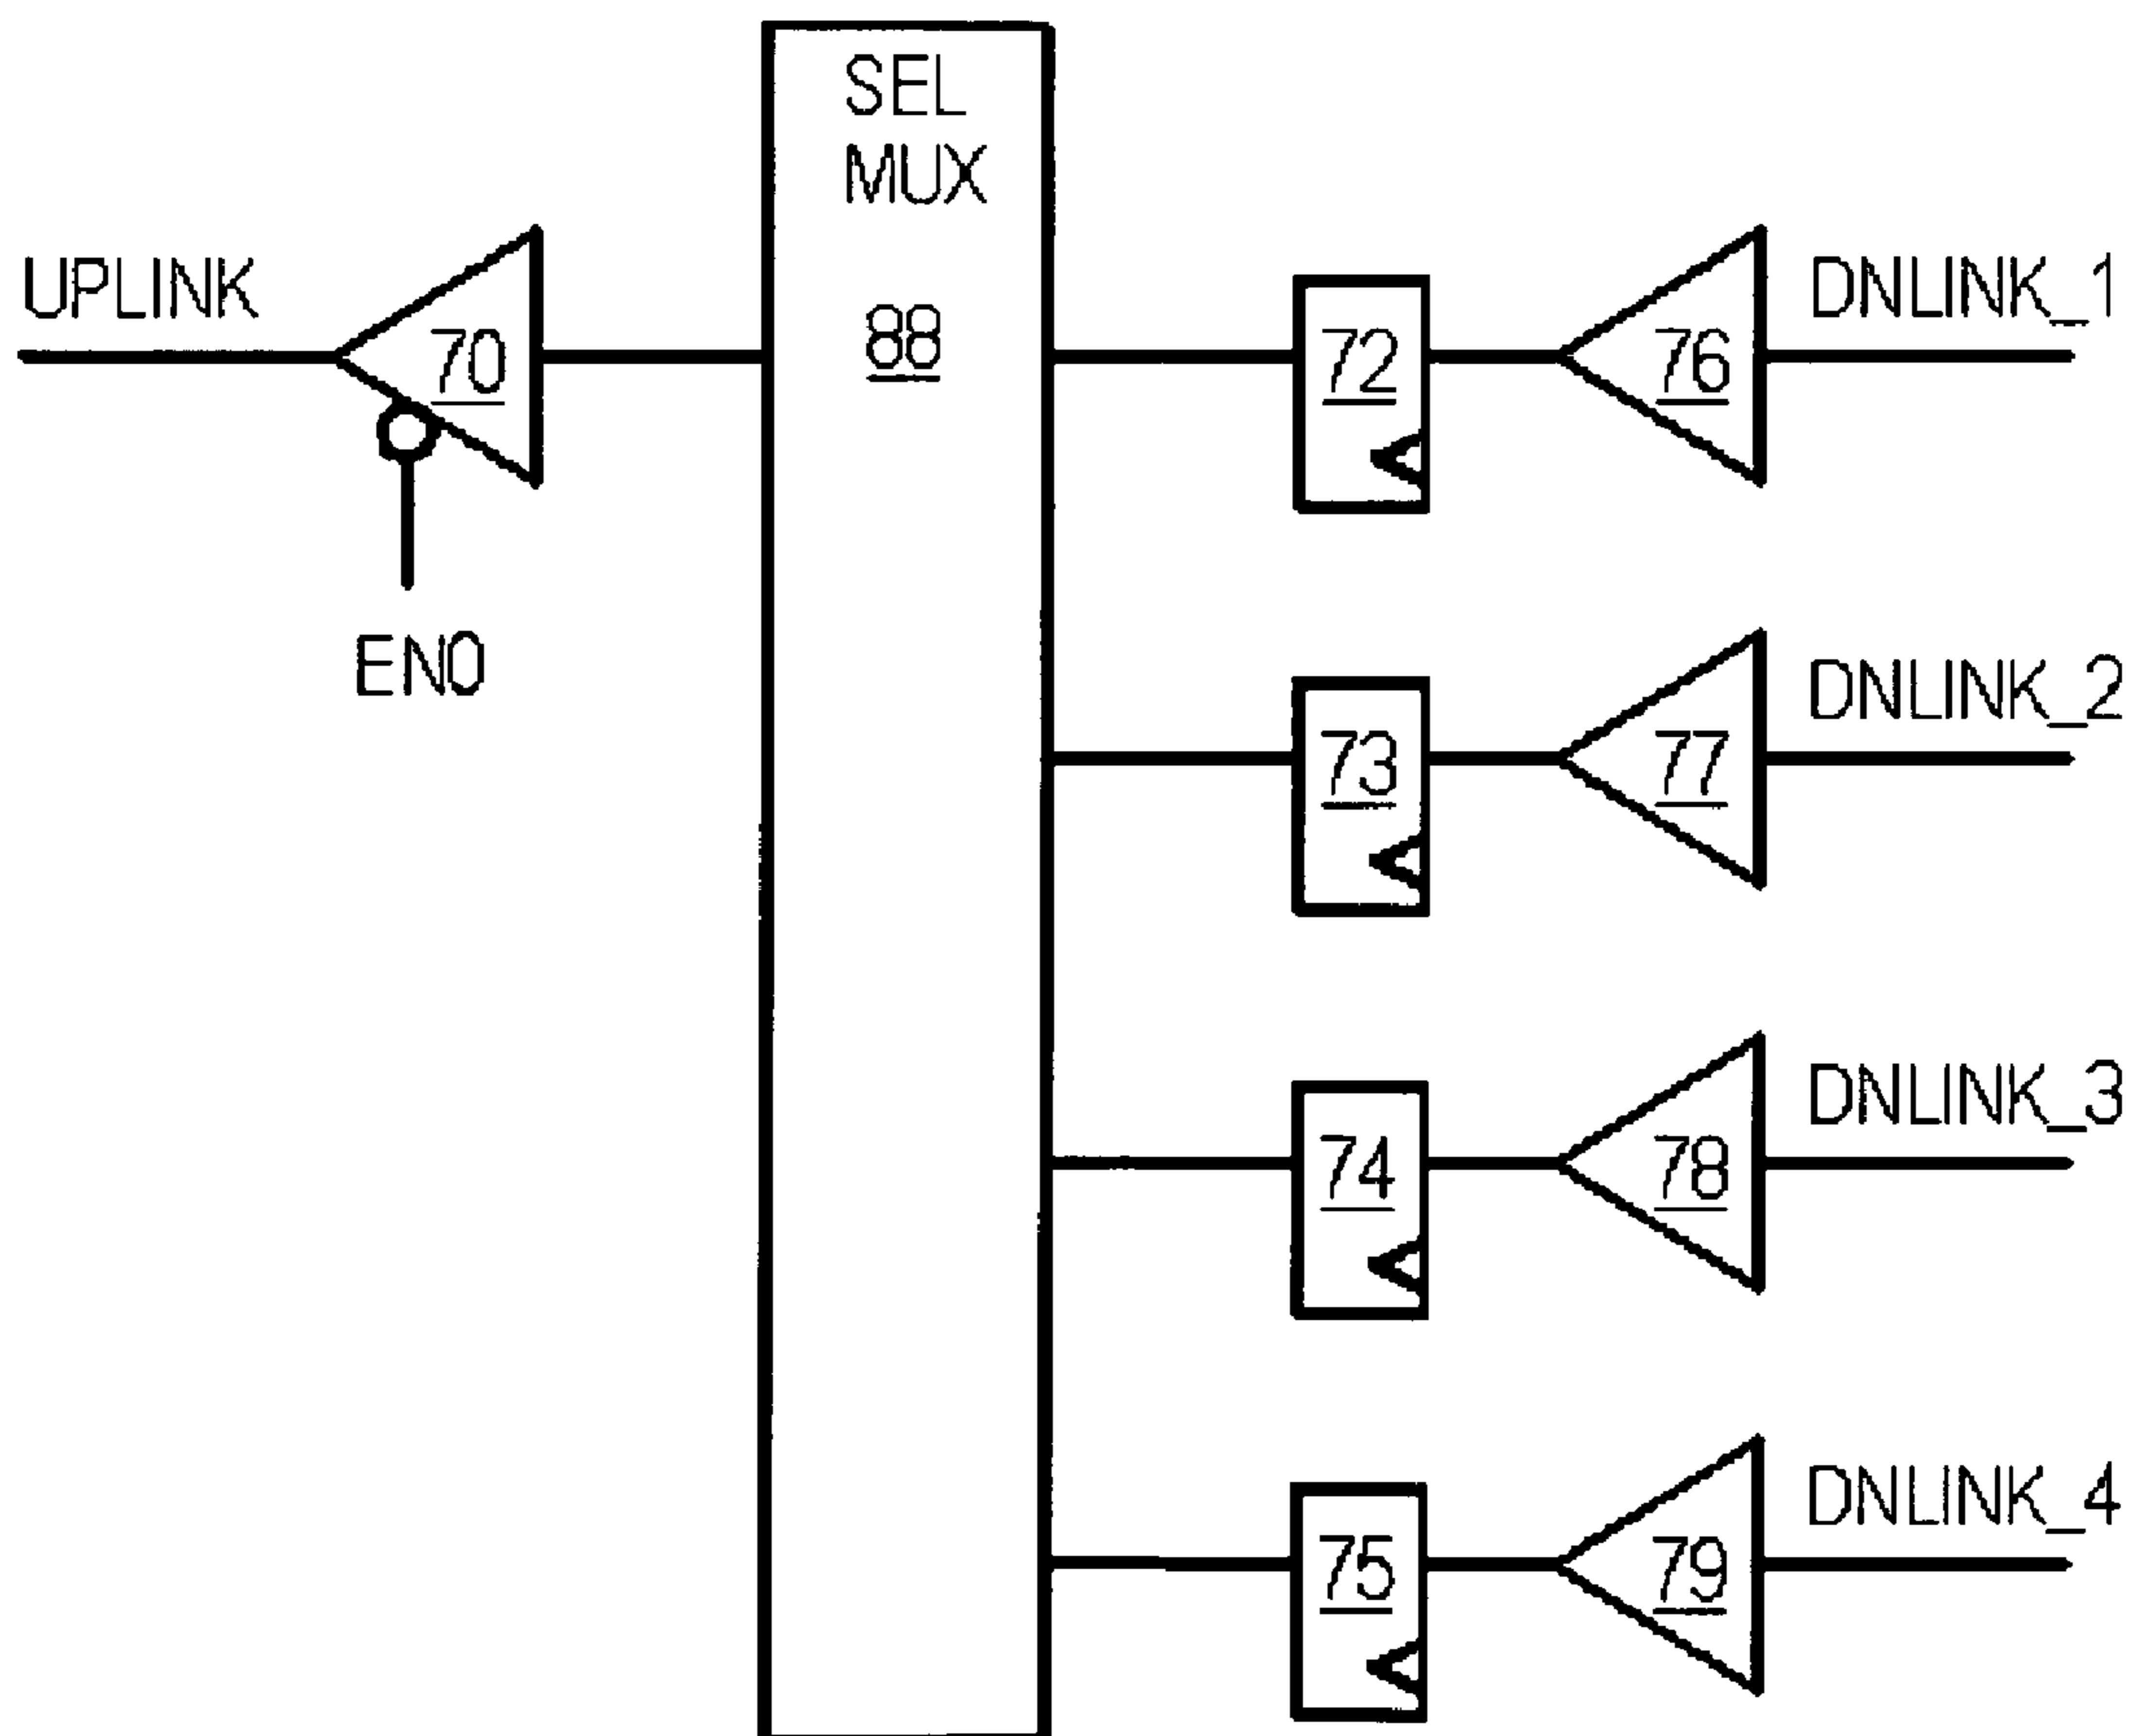 SEL
MUX
88
UPLINK
70
EN0
72
76
DNLINK_1
73
77
DNLINK_2
74
78
DNLINK_3
75
79
DNLINK_4